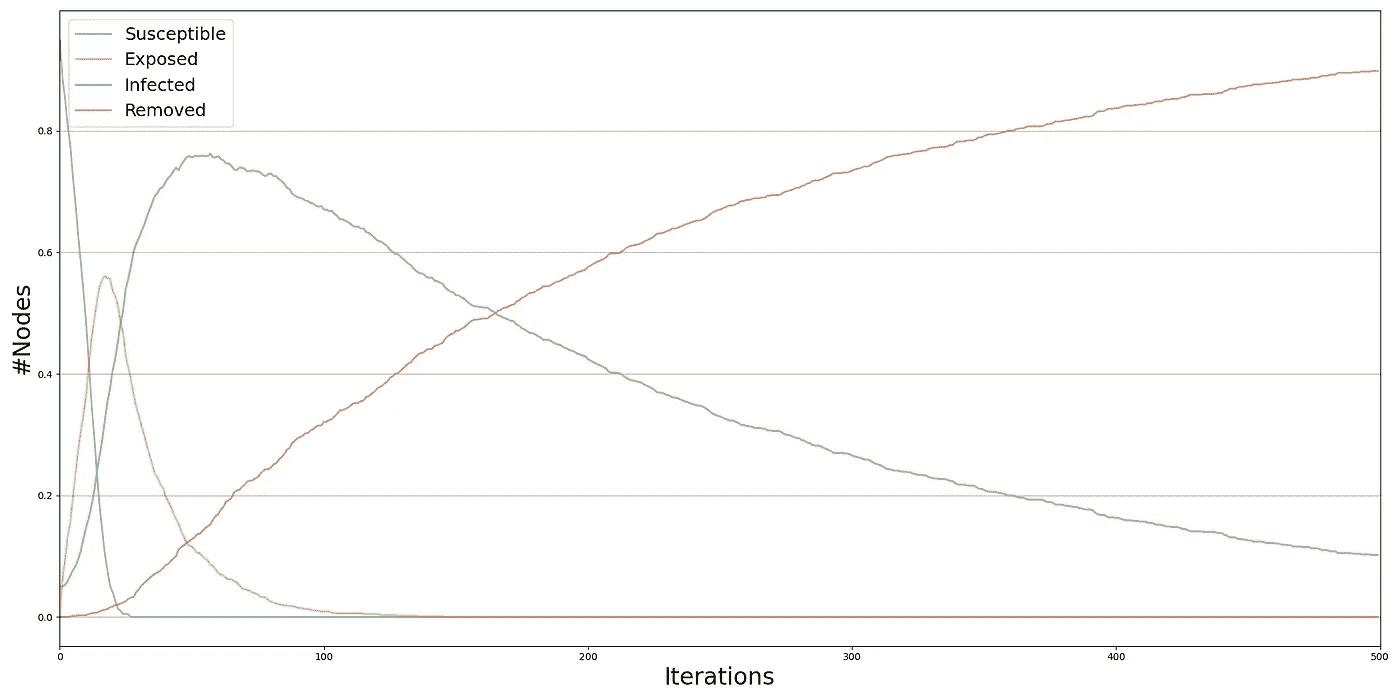 Susceptible
Exposed
Infected
Removed
0.8
0.6
0.4
0.2
0.0
#Nodes
0 100 200 300 400 500
Iterations